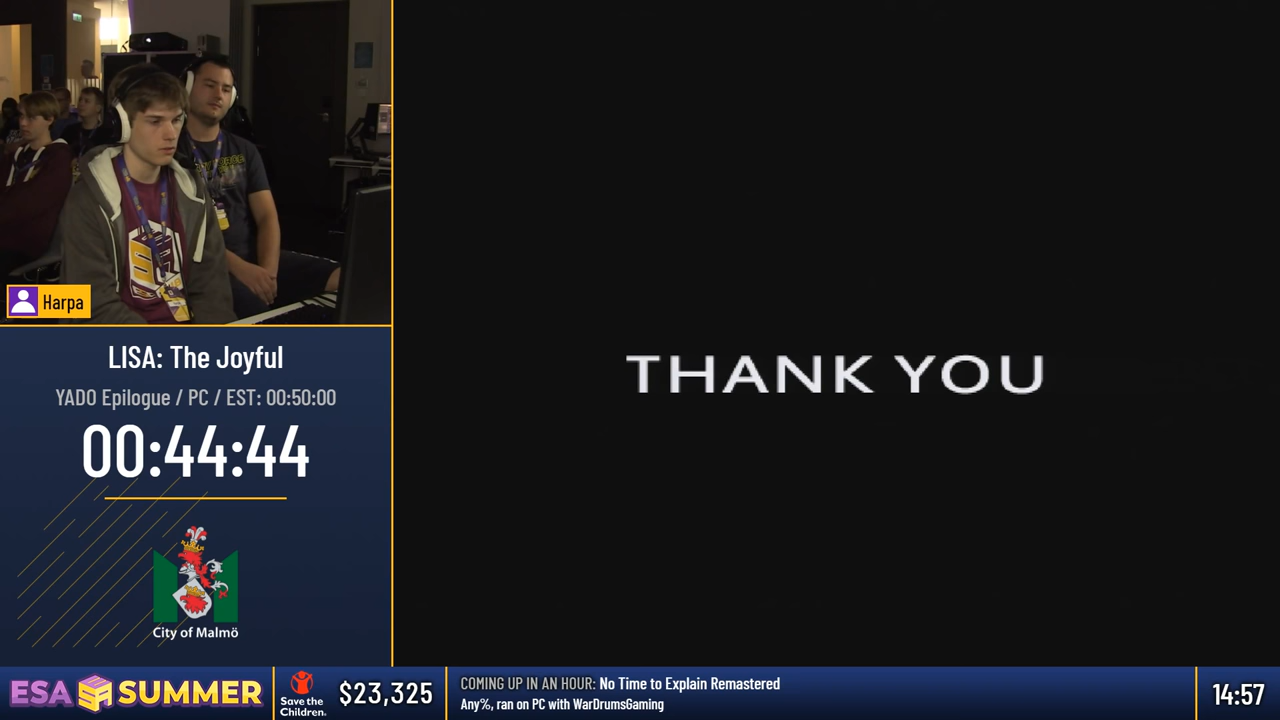 Harpa
LISA: The Joyful
YADO Epilogue / PC / EST: 00:50:00
00:44:44
City of Malmö
THANK YOU
ESA SUMMER
Save the
Children.
$23,325
COMING UP IN AN HOUR: No Time to Explain Remastered
Any%, ran on PC with WarDrumsGaming
14:57